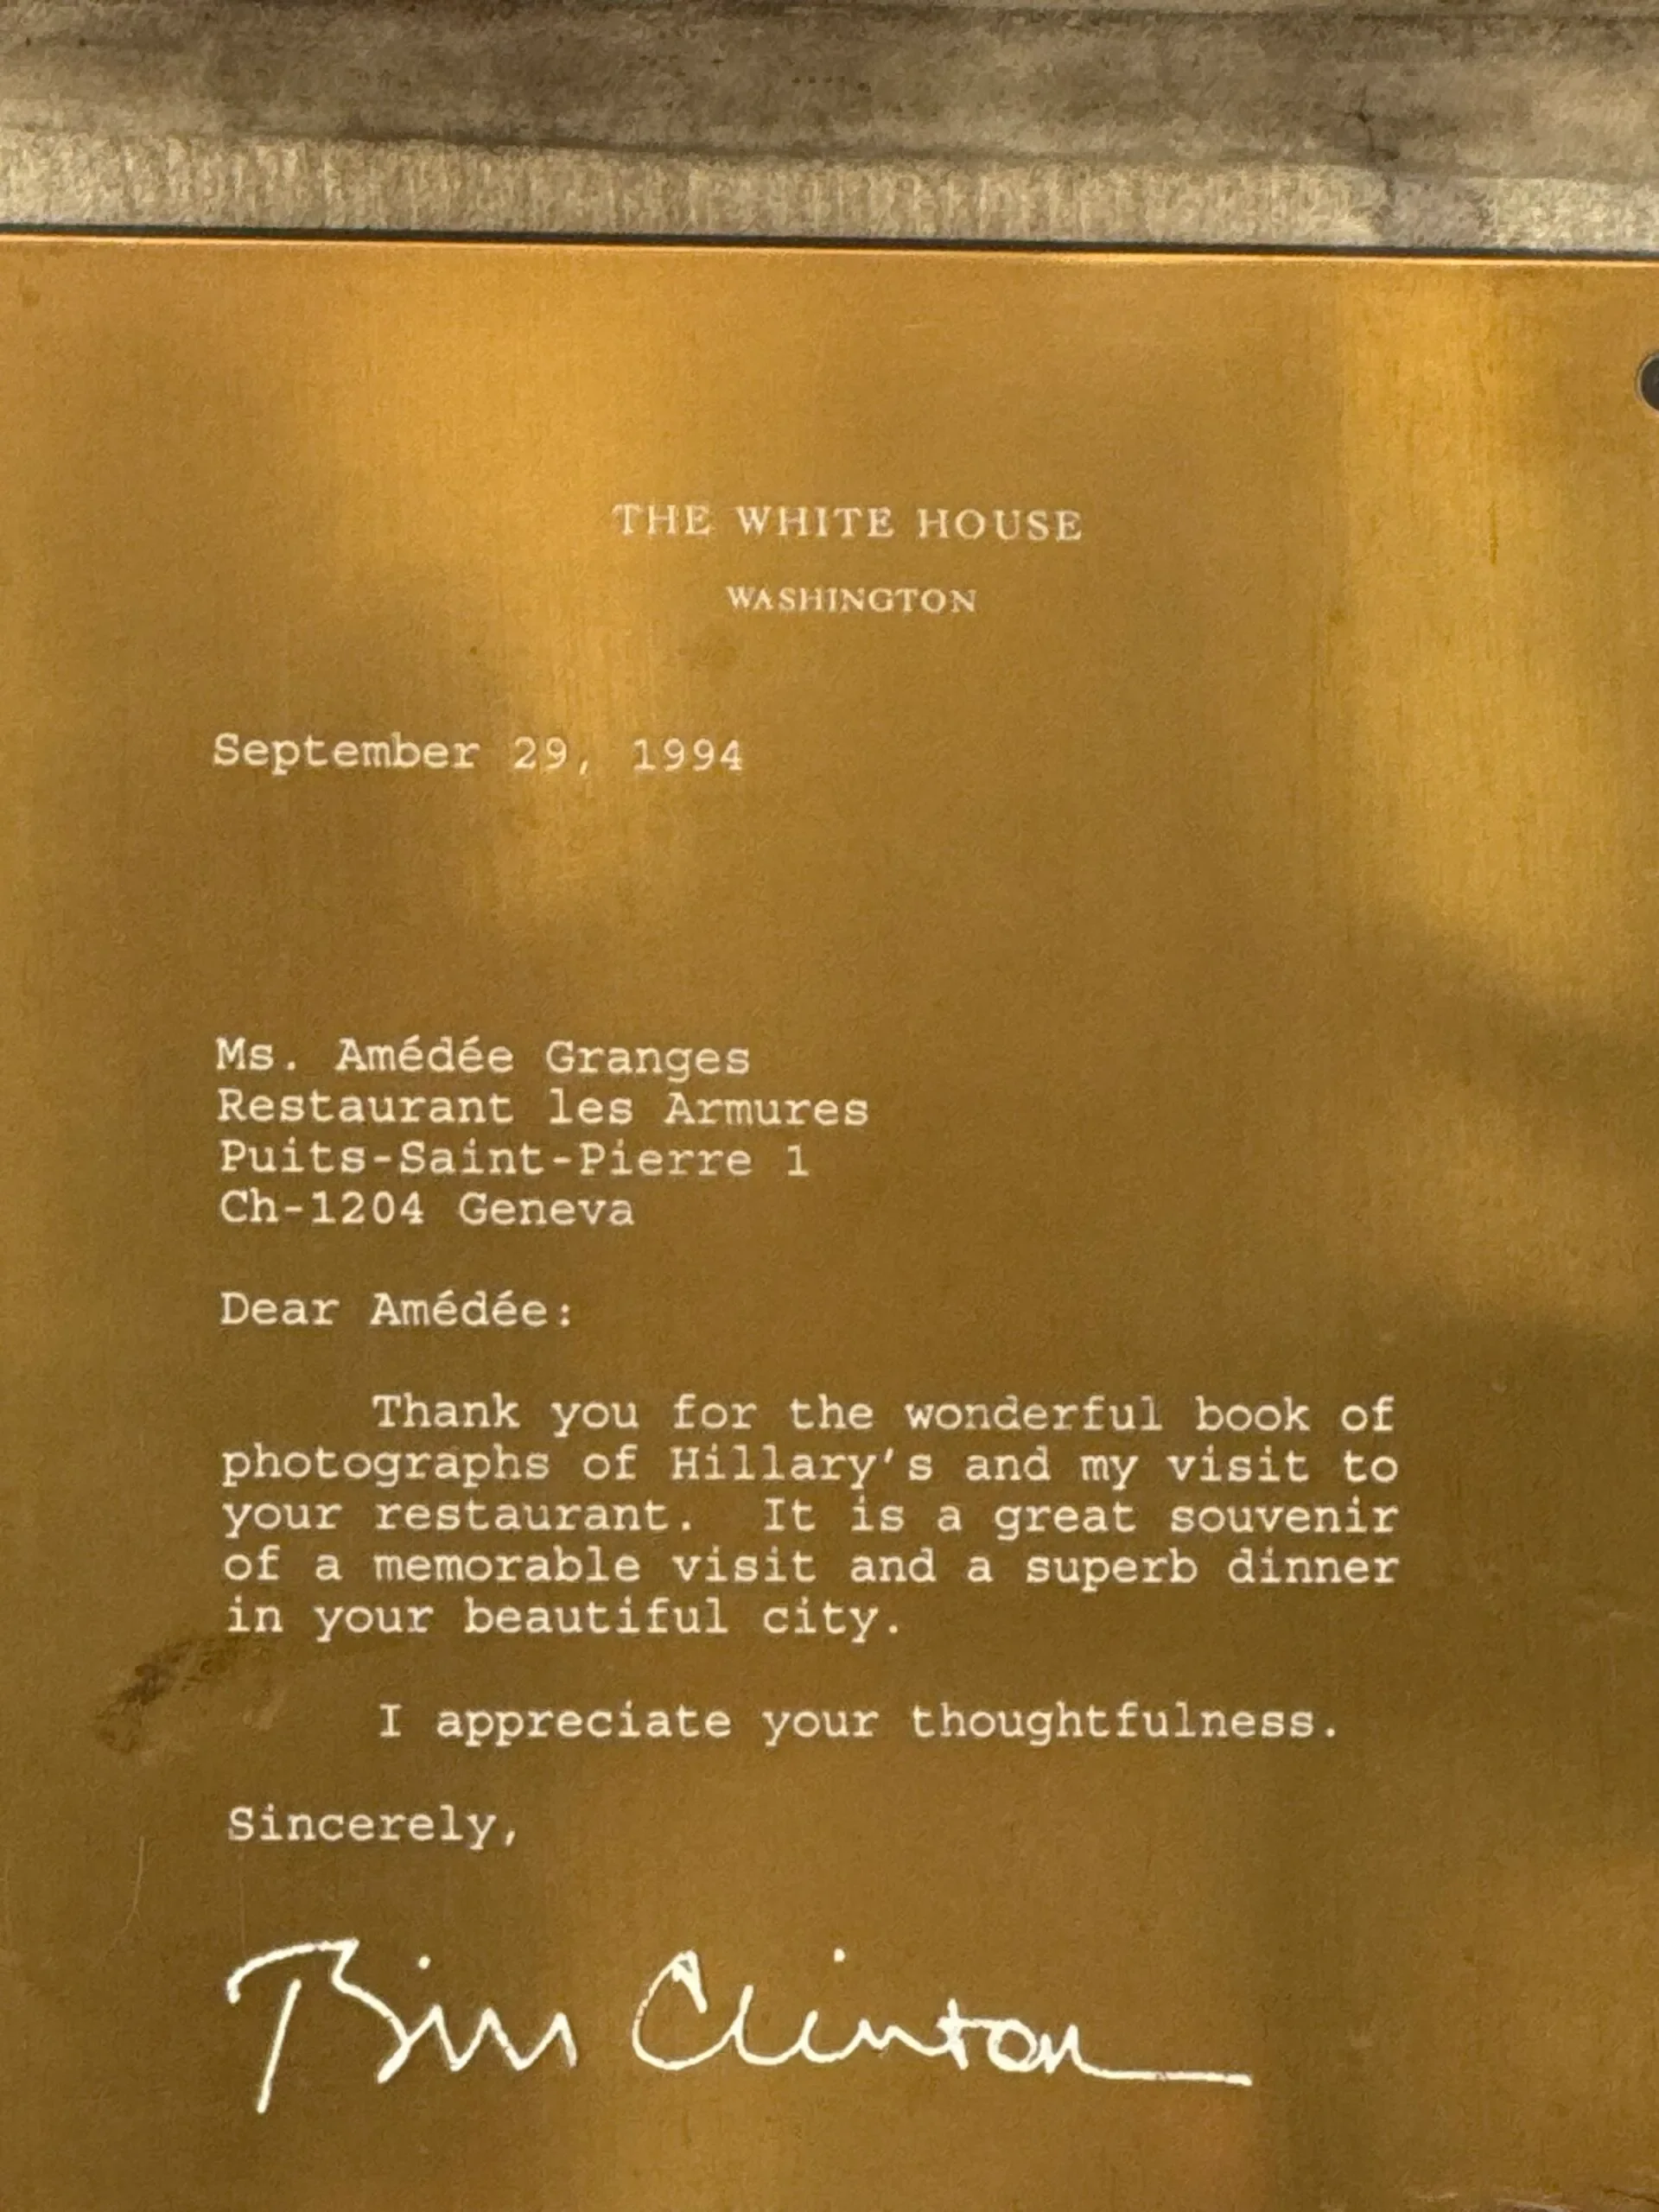 THE WHITE HOUSE
WASHINGTON
September 29, 1994
Ms. Amédée Granges
Restaurant les Armures
Puits-Saint-Pierre 1
Ch-1204 Geneva
Dear Amédée:
Thank you for the wonderful book of
photographs of Hillary's and my visit to
your restaurant. It is a great souvenir
of a memorable visit and a superb dinner
in your beautiful city.
I appreciate your thoughtfulness.
Sincerely,
Bill Clinton